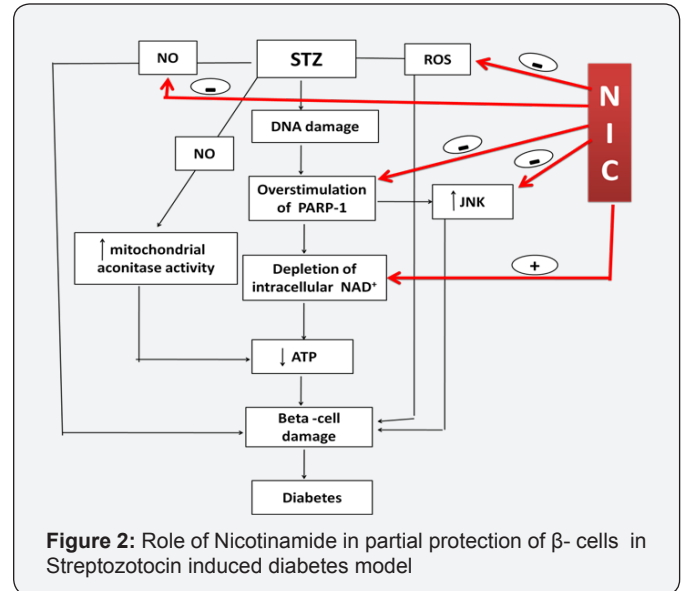 NO
STZ
ROS
-
-
N
I
C
DNA damage
NO
-
-
Overstimulation
of PARP-1
↑ JNK
↑ mitochondrial
aconitase activity
Depletion of
intracellular NAD⁺
+
↓ ATP
Beta -cell
damage
Diabetes
Figure 2: Role of Nicotinamide in partial protection of β- cells in
Streptozotocin induced diabetes model